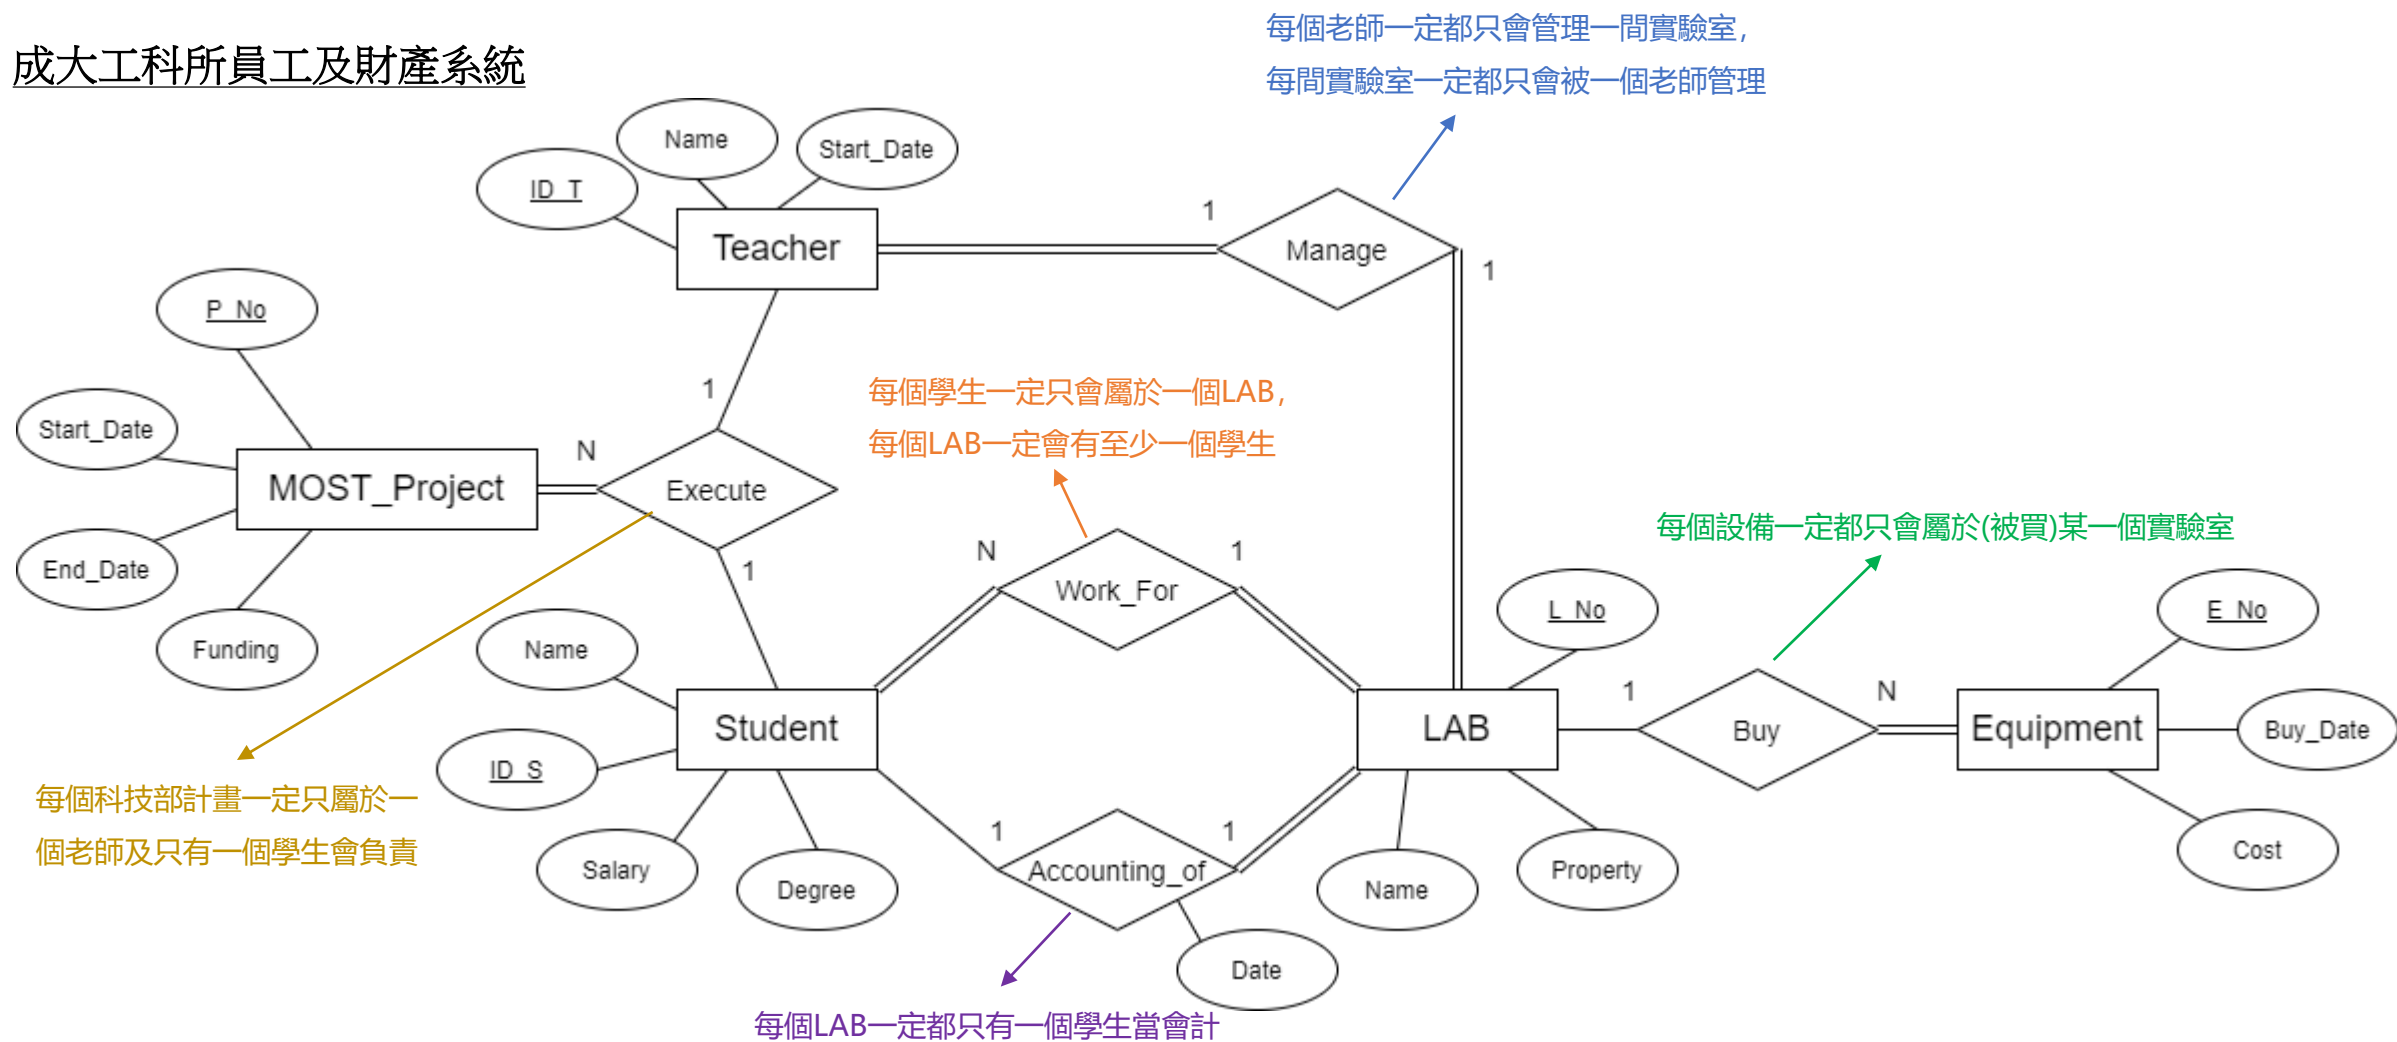 成大工科所員工及財產系統
每個老師一定都只會管理一間實驗室,
每間實驗室一定都只會被一個老師管理
Name
Start_Date
ID_T
Teacher
1
Manage
1
P_No
1
每個學生一定只會屬於一個LAB,
每個LAB一定會有至少一個學生
Start_Date
N
MOST_Project
Execute
每個設備一定都只會屬於(被買)某一個實驗室
End_Date
1
N
1
Work_For
L_No
E_No
Funding
Name
1
N
Student
LAB
Buy
Equipment
Buy_Date
ID_S
每個科技部計畫一定只屬於一
個老師及只有一個學生會負責
1
1
Salary
Degree
Accounting_of
Name
Property
Cost
Date
每個LAB一定都只有一個學生當會計